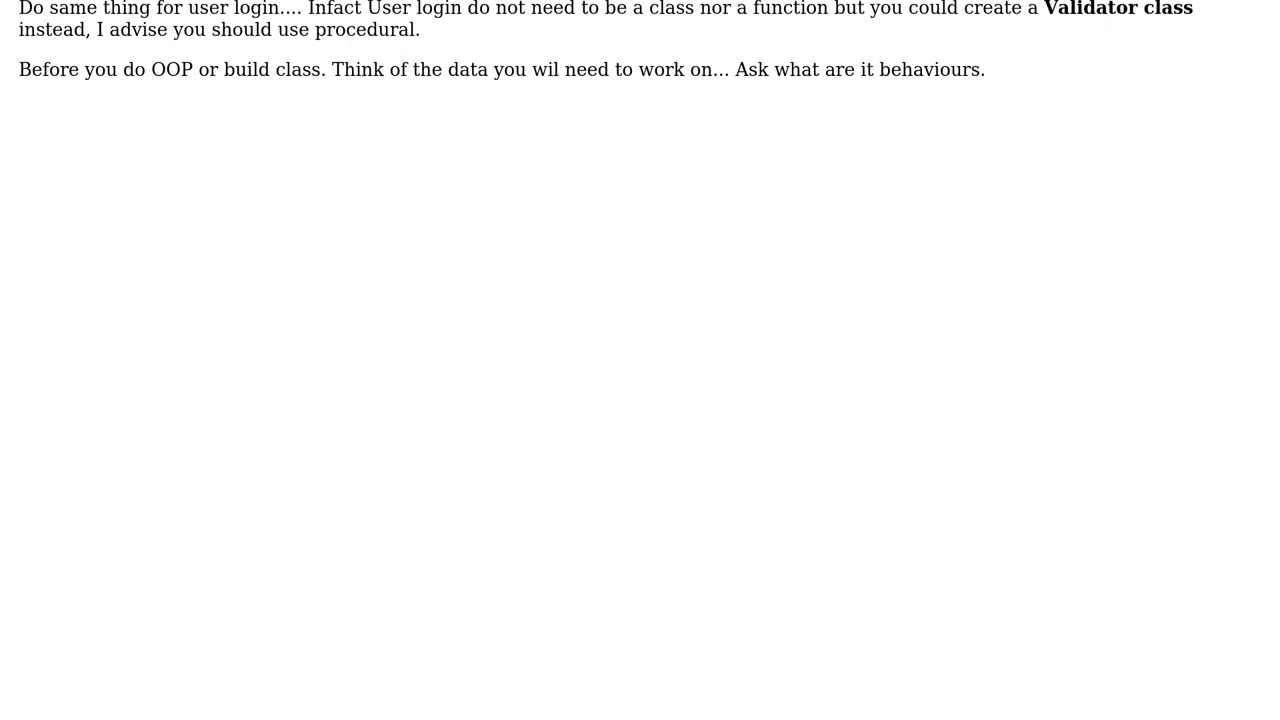 Do same thing for user login.... Infact User login do not need to be a class nor a function but you could create a Validator class
instead, I advise you should use procedural.
Before you do OOP or build class. Think of the data you wil need to work on... Ask what are it behaviours.